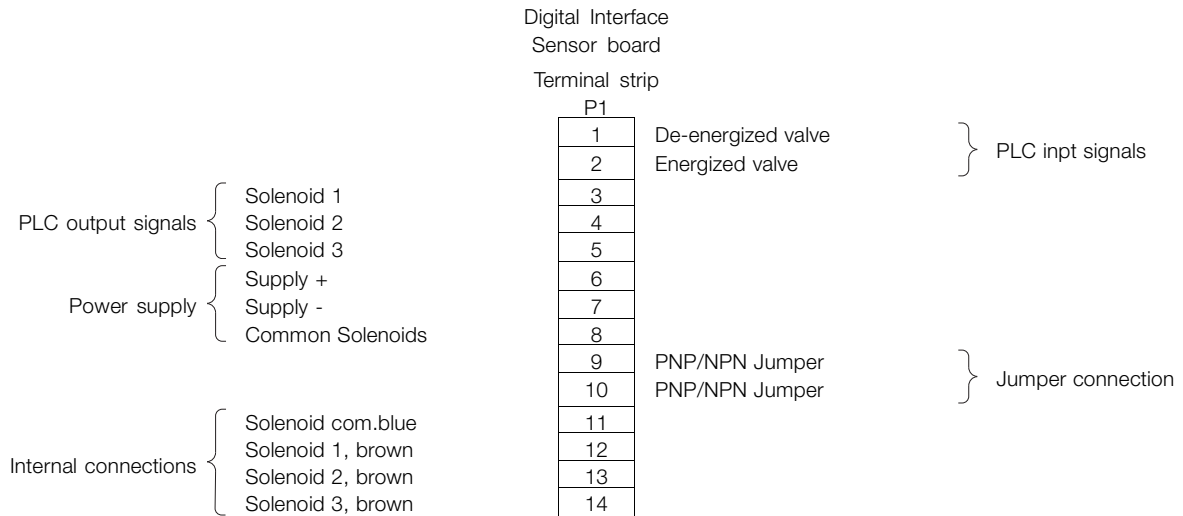 Digital Interface
Sensor board
Terminal strip
P1
1 De-energized valve
PLC inpt signals
2 Energized valve
Solenoid 1 3
PLC output signals
Solenoid 2 4
Solenoid 3 5
Supply + 6
Power supply
Supply - 7
Common Solenoids 8
9 PNP/NPN Jumper
Jumper connection
10 PNP/NPN Jumper
Solenoid com.blue 11
Solenoid 1, brown 12
Internal connections
Solenoid 2, brown 13
Solenoid 3, brown 14